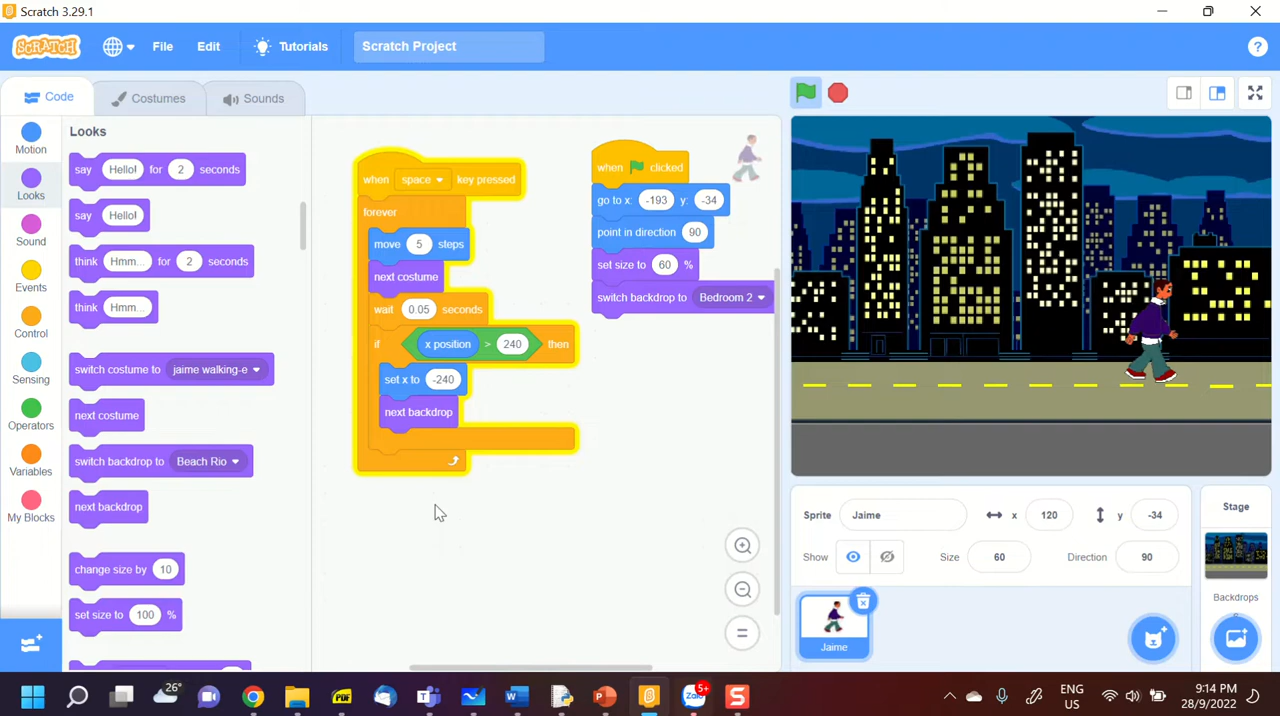 Scratch 3.29.1
SCRATCH File Edit Tutorials Scratch Project ?
Code Costumes Sounds
Motion
Looks
Sound
Events
Control
Sensing
Operators
Variables
My Blocks
Looks
say Hello! for 2 seconds
say Hello!
think Hmm... for 2 seconds
think Hmm...
switch costume to jaime walking-e
next costume
switch backdrop to Beach Rio
next backdrop
change size by 10
set size to 100 %
when space key pressed
forever
move 5 steps
next costume
wait 0.05 seconds
if x position > 240 then
set x to -240
next backdrop
when clicked
go to x: -193 y: -34
point in direction 90
set size to 60 %
switch backdrop to Bedroom 2
Sprite Jaime x 120 y -34
Show Size 60 Direction 90
Jaime
Stage
Backdrops
26° PDF W P Zalo 5+ S ENG 9:14 PM
US 28/9/2022